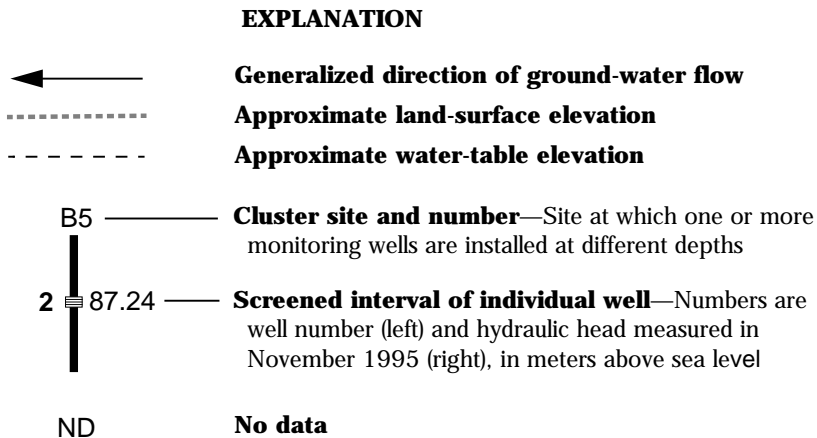 EXPLANATION
Generalized direction of ground-water flow
Approximate land-surface elevation
Approximate water-table elevation
B5 Cluster site and number—Site at which one or more
monitoring wells are installed at different depths
2 87.24 Screened interval of individual well—Numbers are
well number (left) and hydraulic head measured in
November 1995 (right), in meters above sea level
ND No data